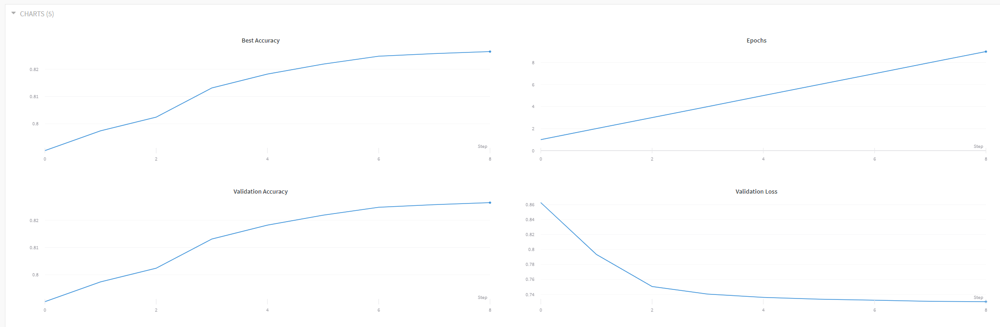 CHARTS (5)
Best Accuracy
0.82
0.81
0.8
Step
0 2 4 6 8
Epochs
8
6
4
2
0
Step
0 2 4 6 8
Validation Accuracy
0.82
0.81
0.8
Step
0 2 4 6 8
Validation Loss
0.86
0.84
0.82
0.8
0.78
0.76
0.74
Step
0 2 4 6 8